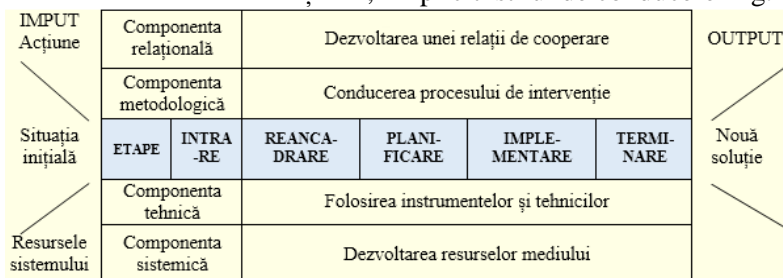 IMPUT
Acțiune
Componenta
relațională
Dezvoltarea unei relații de cooperare
OUTPUT
Componenta
metodologică
Conducerea procesului de intervenție
Situația
inițială
ETAPE
INTRA
-RE
REANCA-
DRARE
PLANI-
FICARE
IMPLE-
MENTARE
TERMI-
NARE
Nouă
soluție
Componenta
tehnică
Folosirea instrumentelor și tehnicilor
Resursele
sistemului
Componenta
sistemică
Dezvoltarea resurselor mediului